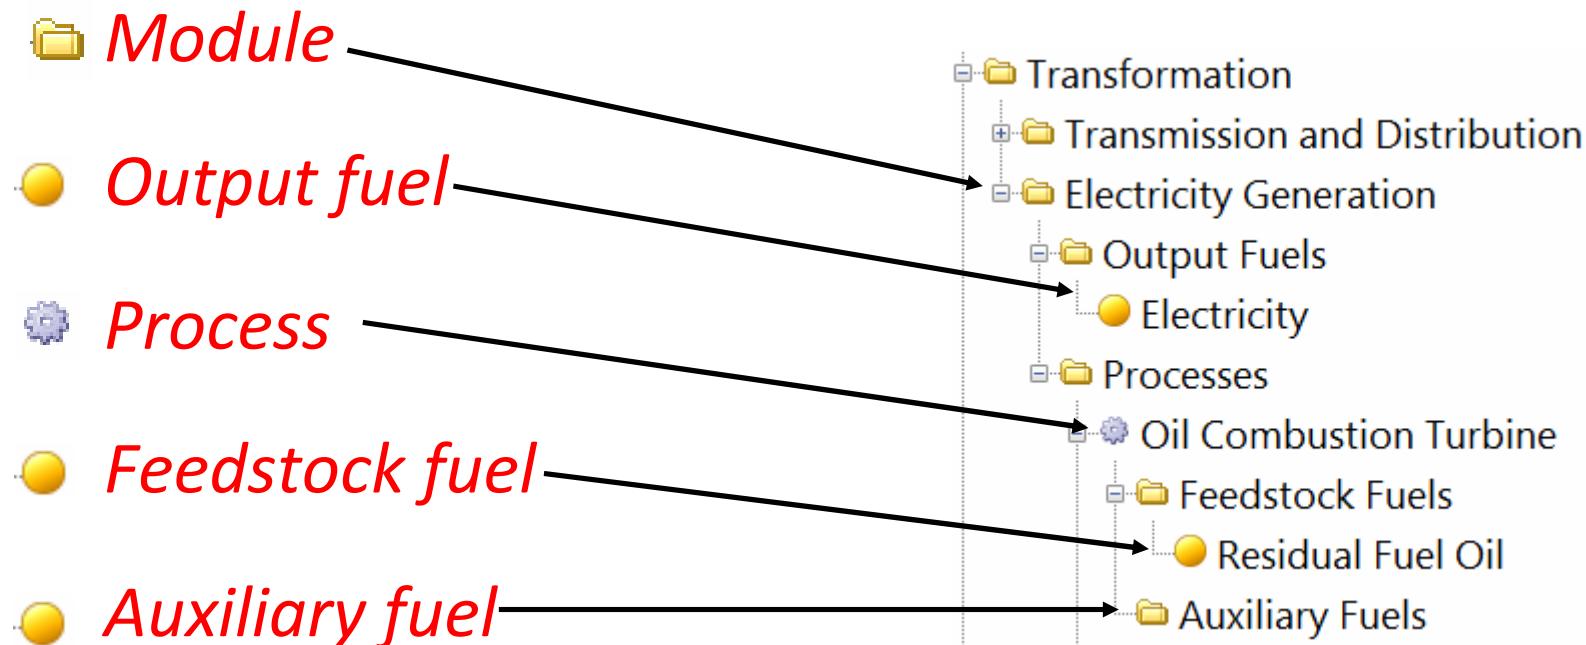 Module
Output fuel
Process
Feedstock fuel
Auxiliary fuel
Transformation
Transmission and Distribution
Electricity Generation
Output Fuels
Electricity
Processes
Oil Combustion Turbine
Feedstock Fuels
Residual Fuel Oil
Auxiliary Fuels